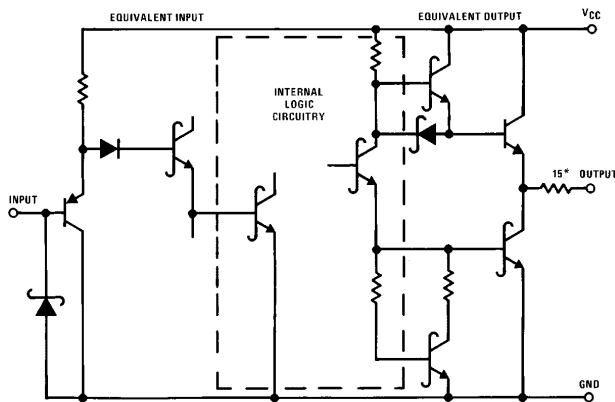 EQUIVALENT INPUT
EQUIVALENT OUTPUT
VCC
INTERNAL
LOGIC
CIRCUITRY
INPUT
15* OUTPUT
GND